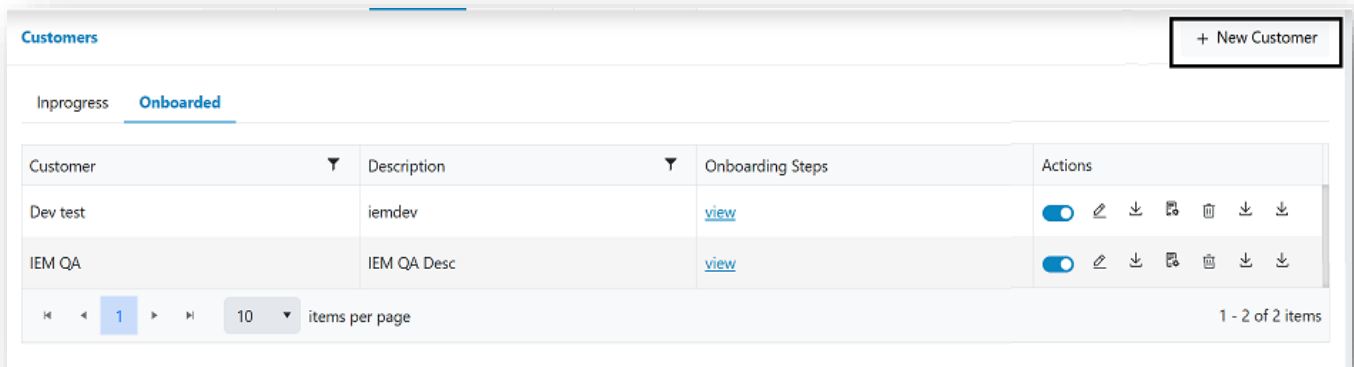 Customers
+ New Customer
Inprogress Onboarded
Customer Description Onboarding Steps Actions
Dev test iemdev view
IEM QA IEM QA Desc view
1 10 items per page 1 - 2 of 2 items